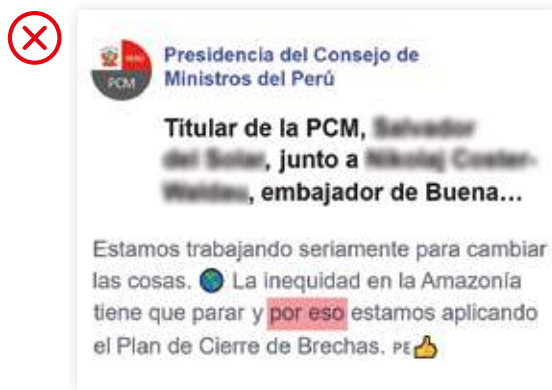 PERÚ
PCM
Presidencia del Consejo de
Ministros del Perú
Titular de la PCM,
, junto a
, embajador de Buena...
Estamos trabajando seriamente para cambiar
las cosas. 🌎 La inequidad en la Amazonía
tiene que parar y por eso estamos aplicando
el Plan de Cierre de Brechas. PE👍